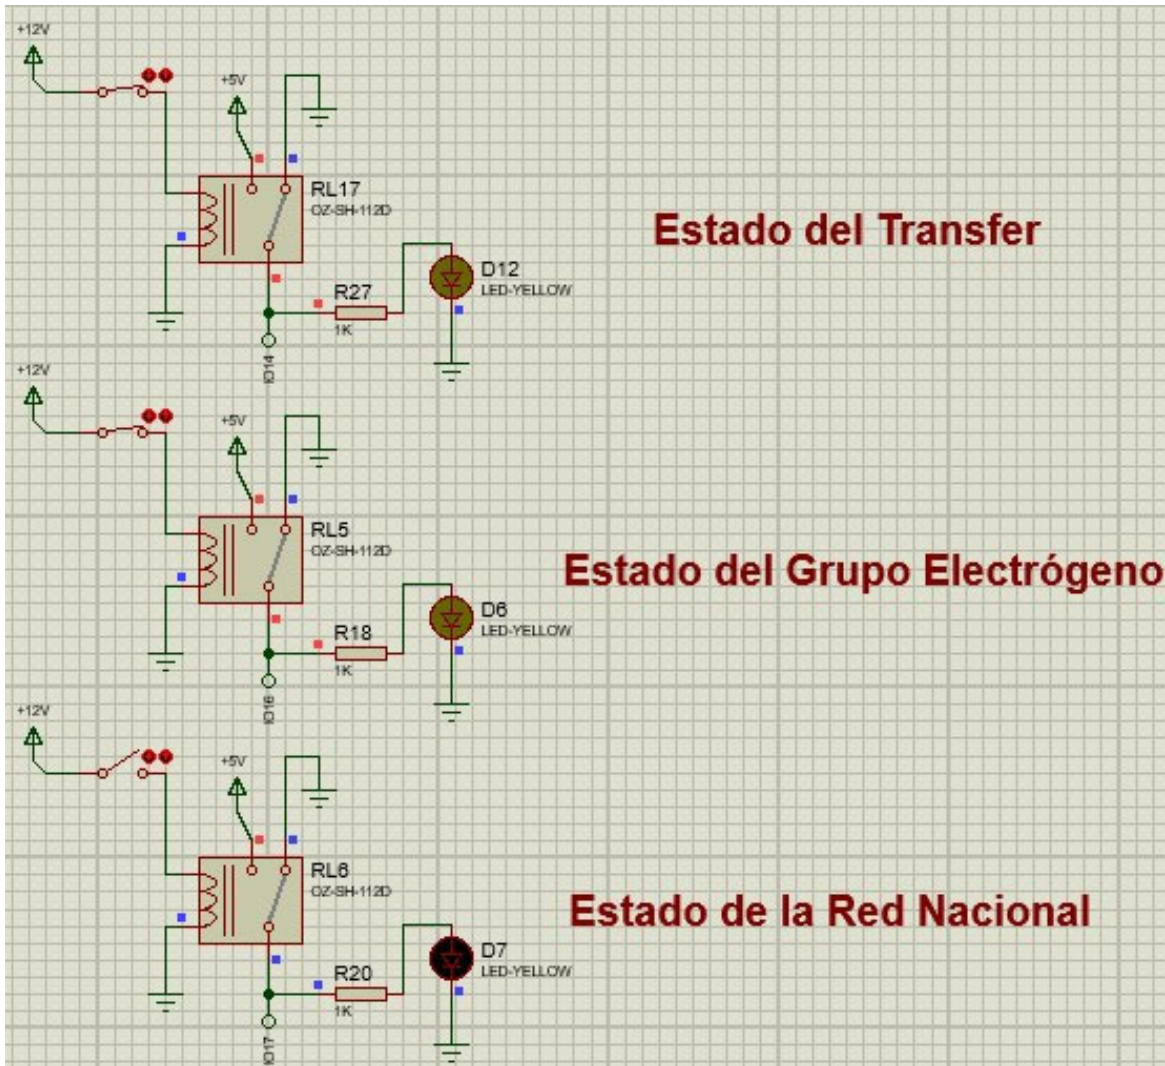 +12V
+5V
RL17
OZ-SH-112D
Estado del Transfer
D12
LED-YELLOW
R27
1K
IO14
+12V
+5V
RL5
OZ-SH-112D
Estado del Grupo Electrógeno
D6
LED-YELLOW
R18
1K
IO16
+12V
+5V
RL6
OZ-SH-112D
Estado de la Red Nacional
D7
LED-YELLOW
R20
1K
IO17